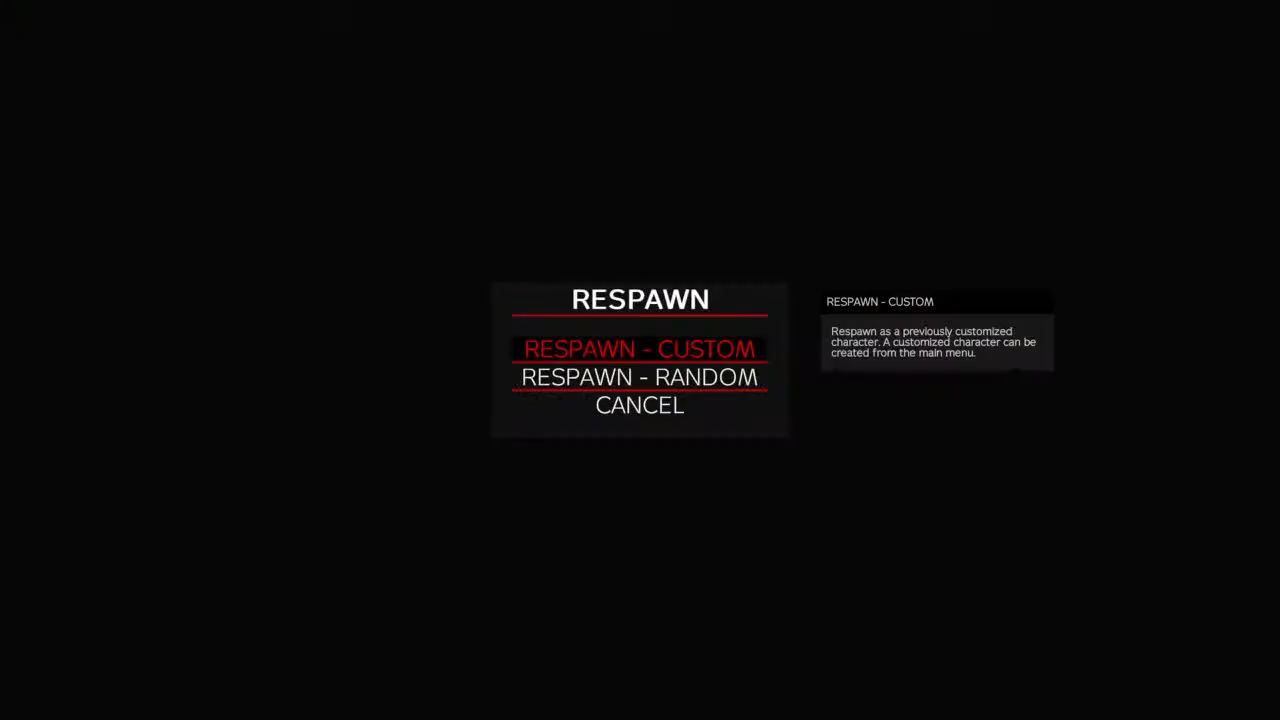 RESPAWN
RESPAWN - CUSTOM
RESPAWN - RANDOM
CANCEL
RESPAWN - CUSTOM
Respawn as a previously customized
character. A customized character can be
created from the main menu.